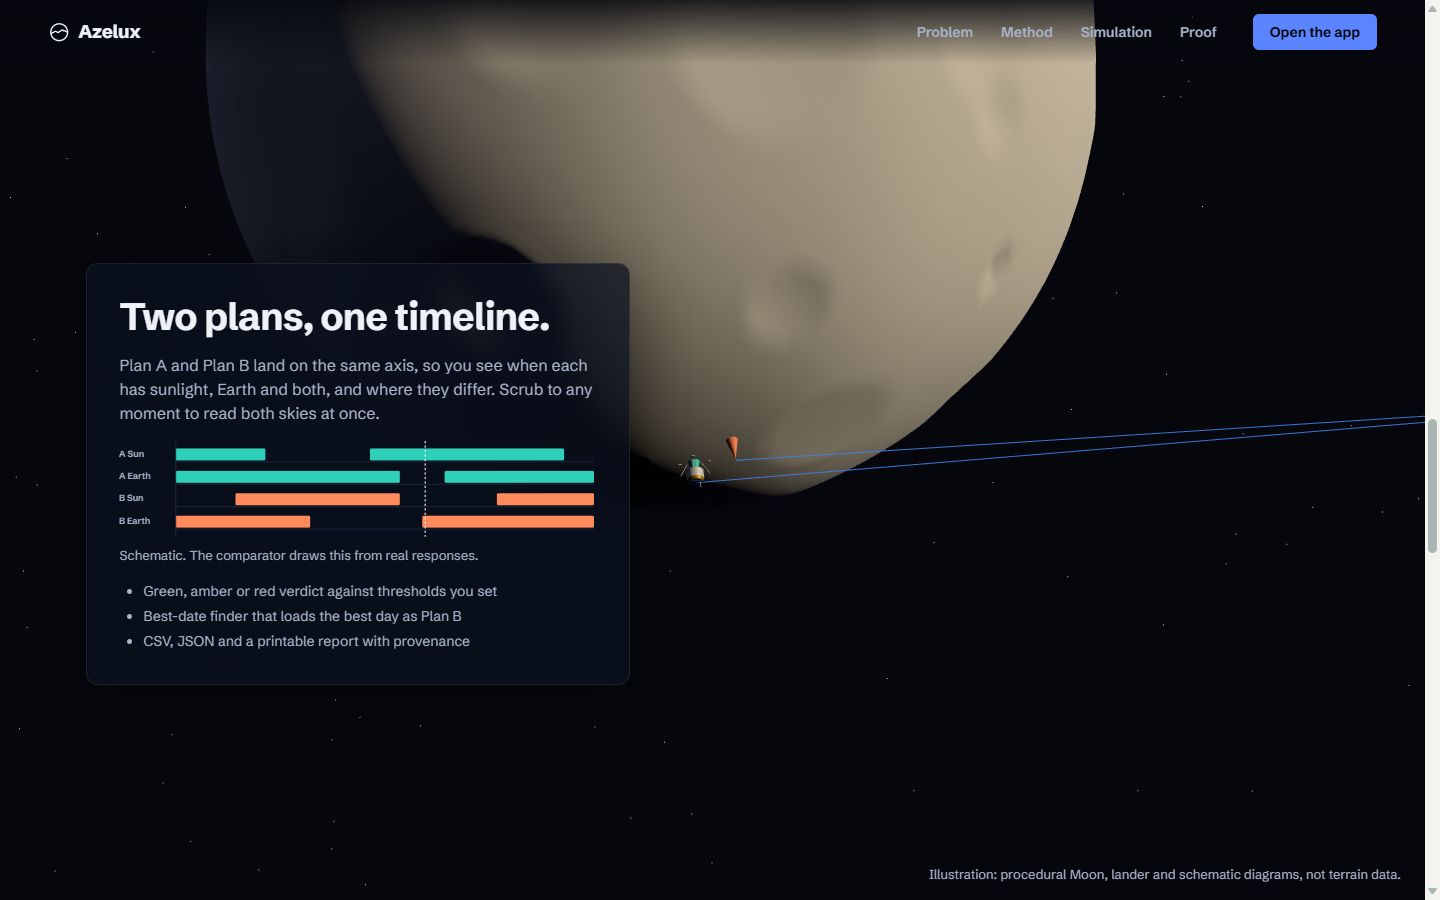 Azelux
Problem
Method
Simulation
Proof
Open the app
Two plans, one timeline.
Plan A and Plan B land on the same axis, so you see when each
has sunlight, Earth and both, and where they differ. Scrub to any
moment to read both skies at once.
A Sun
A Earth
B Sun
B Earth
Schematic. The comparator draws this from real responses.
• Green, amber or red verdict against thresholds you set
• Best-date finder that loads the best day as Plan B
• CSV, JSON and a printable report with provenance
Illustration: procedural Moon, lander and schematic diagrams, not terrain data.